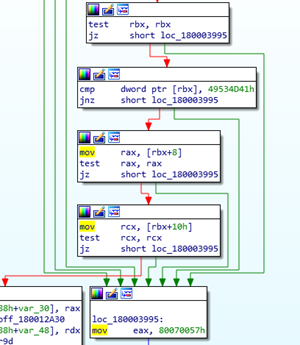 test rbx, rbx
jz short loc_180003995
cmp dword ptr [rbx], 49534D41h
jnz short loc_180003995
mov rax, [rbx+8]
test rax, rax
jz short loc_180003995
mov rcx, [rbx+10h]
test rcx, rcx
jz short loc_180003995
38h+var_30], rax
off_180012A30
38h+var_48], rdx
r9d
loc_180003995:
mov eax, 80070057h